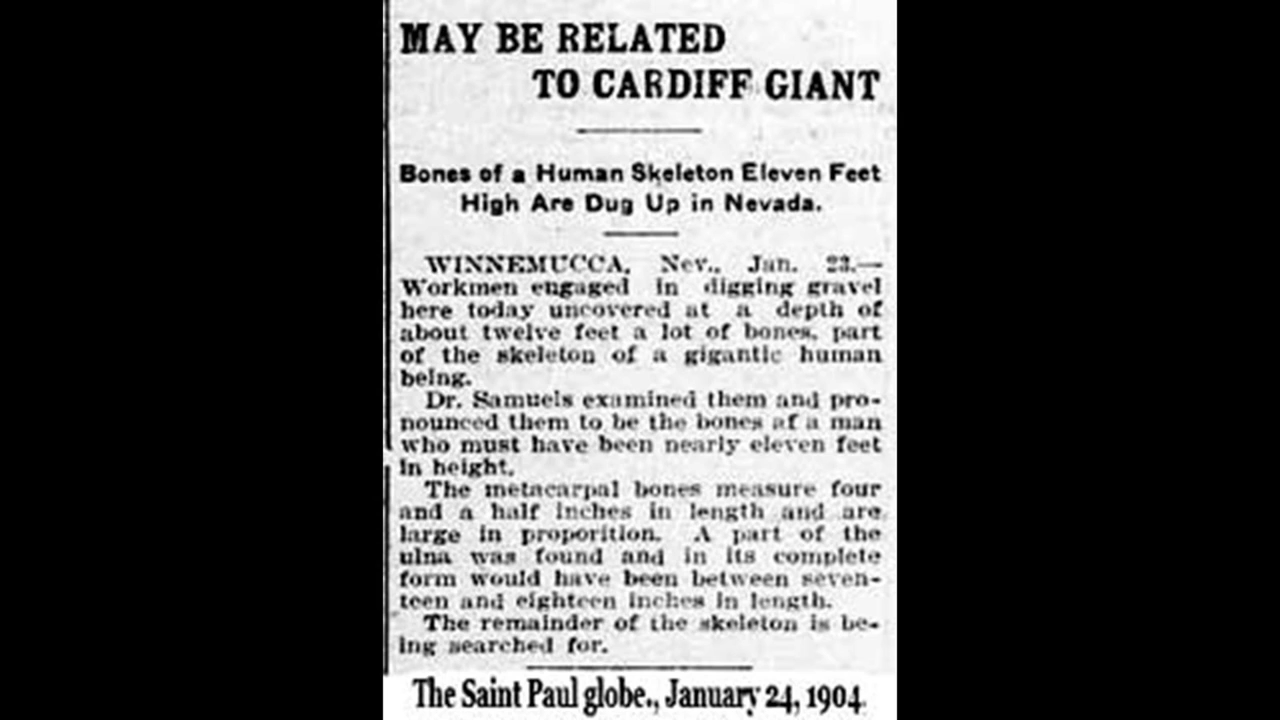 MAY BE RELATED
TO CARDIFF GIANT
Bones of a Human Skeleton Eleven Feet
High Are Dug Up in Nevada.
WINNEMUCCA, Nev., Jan. 23.—
Workmen engaged in digging gravel
here today uncovered at a depth of
about twelve feet a lot of bones, part
of the skeleton of a gigantic human
being.
Dr. Samuels examined them and pro-
nounced them to be the bones of a man
who must have been nearly eleven feet
in height.
The metacarpal bones measure four
and a half inches in length and are
large in proporition. A part of the
ulna was found and in its complete
form would have been between seven-
teen and eighteen inches in length.
The remainder of the skeleton is be-
ing searched for.
The Saint Paul globe., January 24, 1904